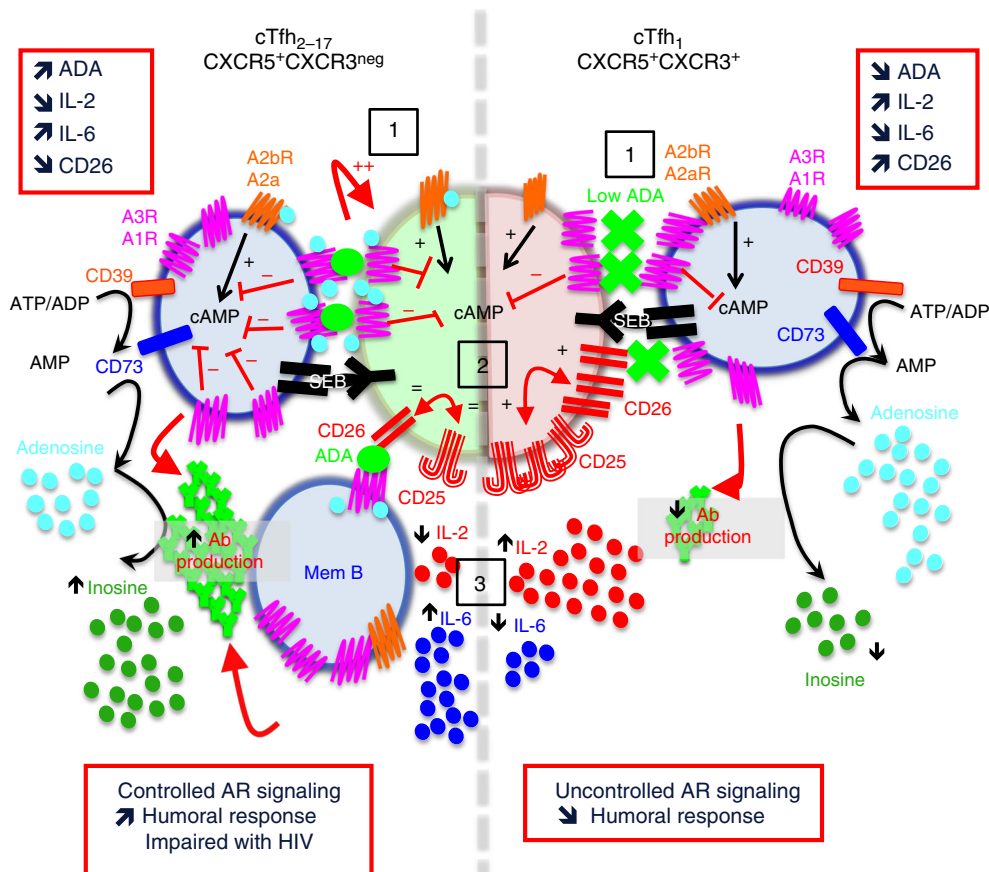 cTfh2–17
CXCR5+CXCR3neg
cTfh1
CXCR5+CXCR3+
ADA
IL-2
IL-6
CD26
ADA
IL-2
IL-6
CD26
1
1
++
A2bR
A2a
A3R
A1R
A2bR
A2aR
A3R
A1R
Low ADA
+
+
+
+
–
–
–
–
–
–
–
CD39
CD39
ATP/ADP
ATP/ADP
cAMP
cAMP
cAMP
AMP
CD73
CD73
AMP
SEB
SEB
2
+
=
=
+
CD26
CD26
ADA
CD25
CD25
Adenosine
Adenosine
Ab
production
Ab
production
Mem B
IL-2
IL-2
3
IL-6
IL-6
Inosine
Inosine
Controlled AR signaling
Humoral response
Impaired with HIV
Uncontrolled AR signaling
Humoral response